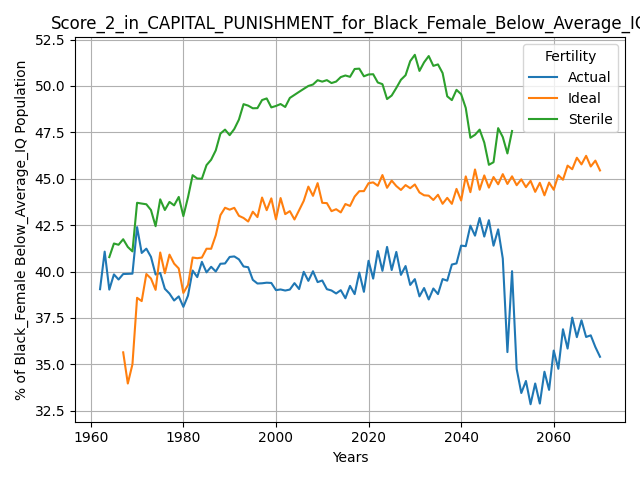 Score_2_in_CAPITAL_PUNISHMENT_for_Black_Female_Below_Average_IQ
% of Black_Female Below_Average_IQ Population
52.5
50.0
47.5
45.0
42.5
40.0
37.5
35.0
32.5
Fertility
Actual
Ideal
Sterile
1960 1980 2000 2020 2040 2060
Years